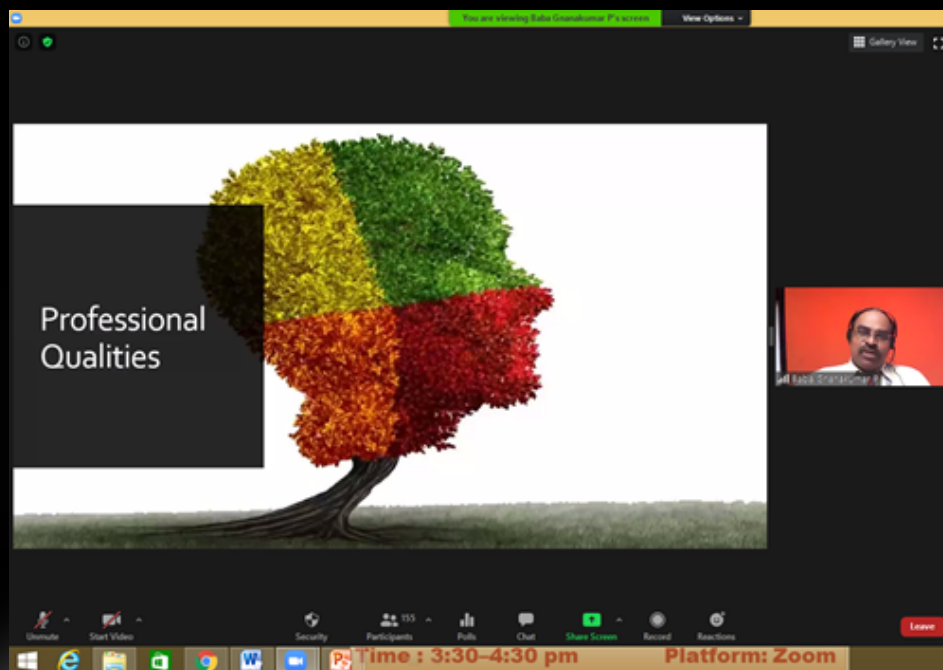 You are viewing Baba Gnanakumar P's screen
View Options
Gallery View
Professional
Qualities
Baba Gnanakumar P
Unmute
Start Video
Security
155
Participants
Polls
Chat
Share Screen
Record
Reactions
Leave
Time : 3:30–4:30 pm
Platform: Zoom